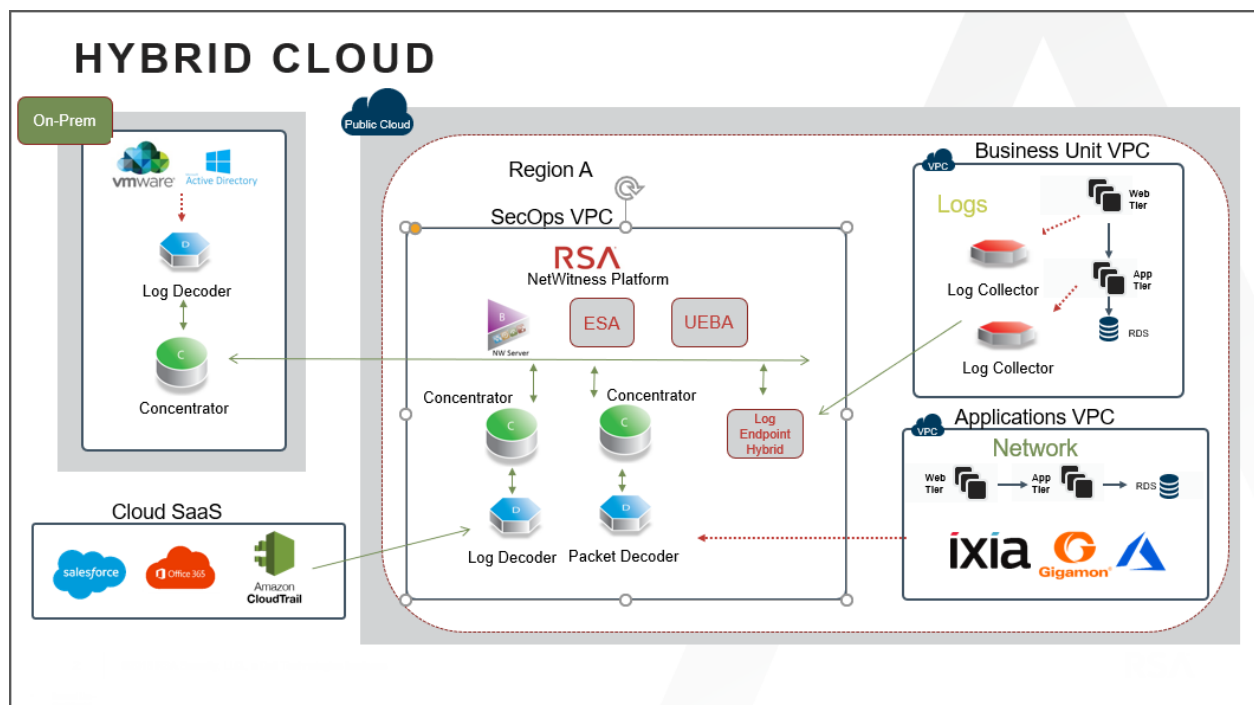 HYBRID CLOUD
On-Prem
vmware
Active Directory
D
Log Decoder
C
Concentrator
Cloud SaaS
salesforce
Office 365
Amazon
CloudTrail
Public Cloud
Region A
SecOps VPC
RSA
NetWitness Platform
B
NW Server
ESA
UEBA
Concentrator
C
Concentrator
C
Log
Endpoint
Hybrid
D
Log Decoder
D
Packet Decoder
Business Unit VPC
VPC
Logs
Web
Tier
Log Collector
App
Tier
RDS
Log Collector
Applications VPC
VPC
Network
Web
Tier
App
Tier
RDS
ixia
Gigamon®